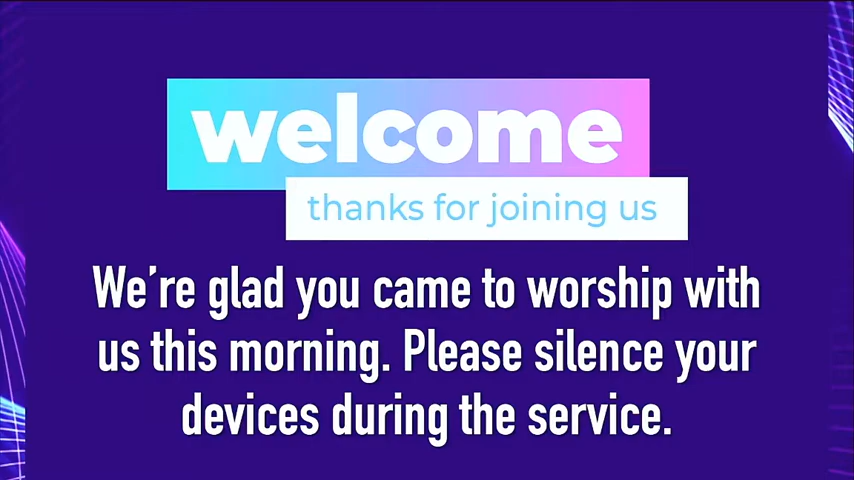 welcome
thanks for joining us
We're glad you came to worship with
us this morning. Please silence your
devices during the service.